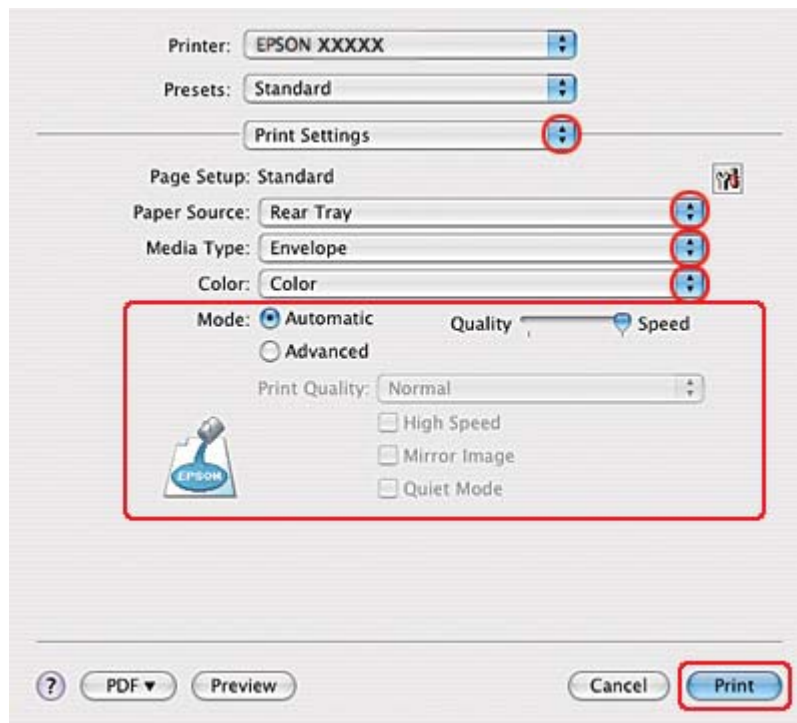 Printer: EPSON XXXXX
Presets: Standard
Print Settings
Page Setup: Standard
Paper Source: Rear Tray
Media Type: Envelope
Color: Color
Mode: Automatic Quality Speed
Advanced
Print Quality: Normal
High Speed
Mirror Image
EPSON
Quiet Mode
? PDF ▼ Preview Cancel Print